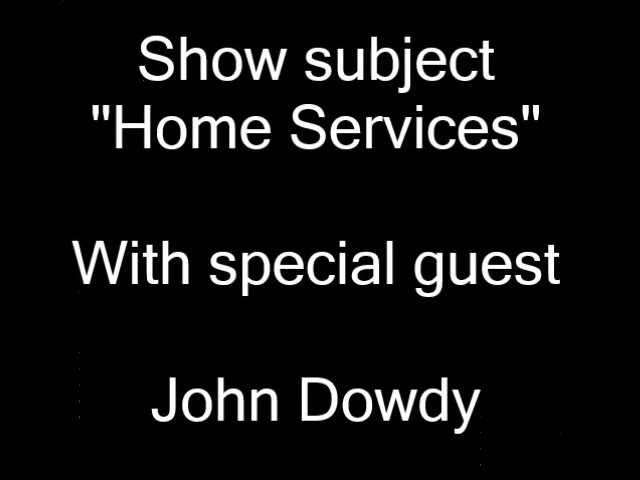 Show subject
"Home Services"
With special guest
John Dowdy